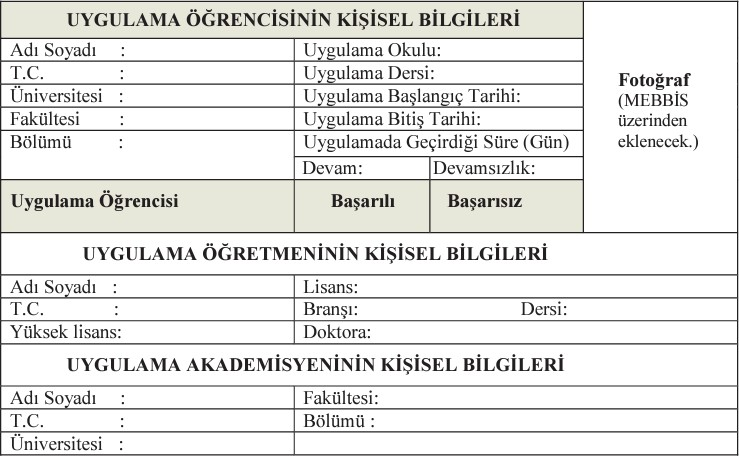 UYGULAMA ÖĞRENCİSİNİN KİŞİSEL BİLGİLERİ
Adı Soyadı : Uygulama Okulu:
T.C. : Uygulama Dersi:
Üniversitesi : Uygulama Başlangıç Tarihi:
Fakültesi : Uygulama Bitiş Tarihi:
Bölümü : Uygulamada Geçirdiği Süre (Gün)
Devam: Devamsızlık:
Fotoğraf
(MEBBİS
üzerinden
eklenecek.)
Uygulama Öğrencisi Başarılı Başarısız
UYGULAMA ÖĞRETMENİNİN KİŞİSEL BİLGİLERİ
Adı Soyadı : Lisans:
T.C. : Branşı: Dersi:
Yüksek lisans: Doktora:
UYGULAMA AKADEMİSYENİNİN KİŞİSEL BİLGİLERİ
Adı Soyadı : Fakültesi:
T.C. : Bölümü :
Üniversitesi :